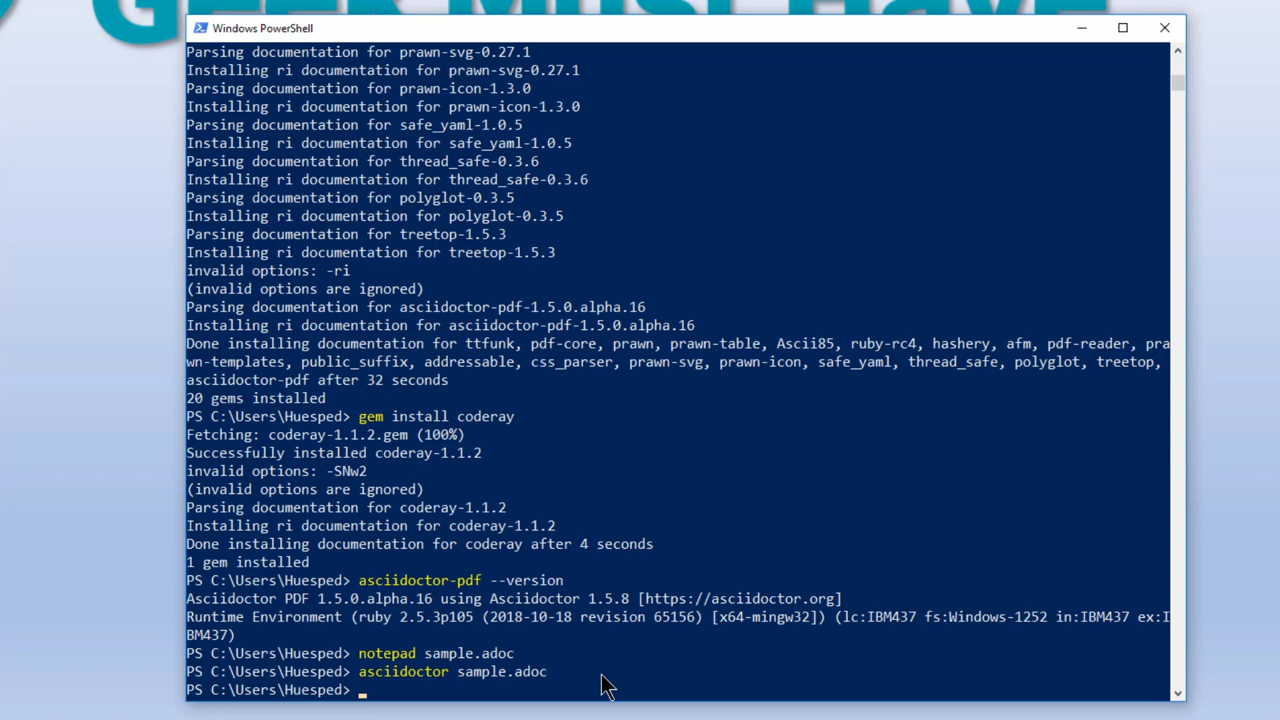 Geek Must Have
Windows PowerShell
Parsing documentation for prawn-svg-0.27.1
Installing ri documentation for prawn-svg-0.27.1
Parsing documentation for prawn-icon-1.3.0
Installing ri documentation for prawn-icon-1.3.0
Parsing documentation for safe_yaml-1.0.5
Installing ri documentation for safe_yaml-1.0.5
Parsing documentation for thread_safe-0.3.6
Installing ri documentation for thread_safe-0.3.6
Parsing documentation for polyglot-0.3.5
Installing ri documentation for polyglot-0.3.5
Parsing documentation for treetop-1.5.3
Installing ri documentation for treetop-1.5.3
invalid options: -ri
(invalid options are ignored)
Parsing documentation for asciidoctor-pdf-1.5.0.alpha.16
Installing ri documentation for asciidoctor-pdf-1.5.0.alpha.16
Done installing documentation for ttfunk, pdf-core, prawn, prawn-table, Ascii85, ruby-rc4, hashery, afm, pdf-reader, pra
wn-templates, public_suffix, addressable, css_parser, prawn-svg, prawn-icon, safe_yaml, thread_safe, polyglot, treetop,
asciidoctor-pdf after 32 seconds
20 gems installed
PS C:\Users\Huesped> gem install coderay
Fetching: coderay-1.1.2.gem (100%)
Successfully installed coderay-1.1.2
invalid options: -SNw2
(invalid options are ignored)
Parsing documentation for coderay-1.1.2
Installing ri documentation for coderay-1.1.2
Done installing documentation for coderay after 4 seconds
1 gem installed
PS C:\Users\Huesped> asciidoctor-pdf --version
Asciidoctor PDF 1.5.0.alpha.16 using Asciidoctor 1.5.8 [https://asciidoctor.org]
Runtime Environment (ruby 2.5.3p105 (2018-10-18 revision 65156) [x64-mingw32]) (lc:IBM437 fs:Windows-1252 in:IBM437 ex:I
BM437)
PS C:\Users\Huesped> notepad sample.adoc
PS C:\Users\Huesped> asciidoctor sample.adoc
PS C:\Users\Huesped>